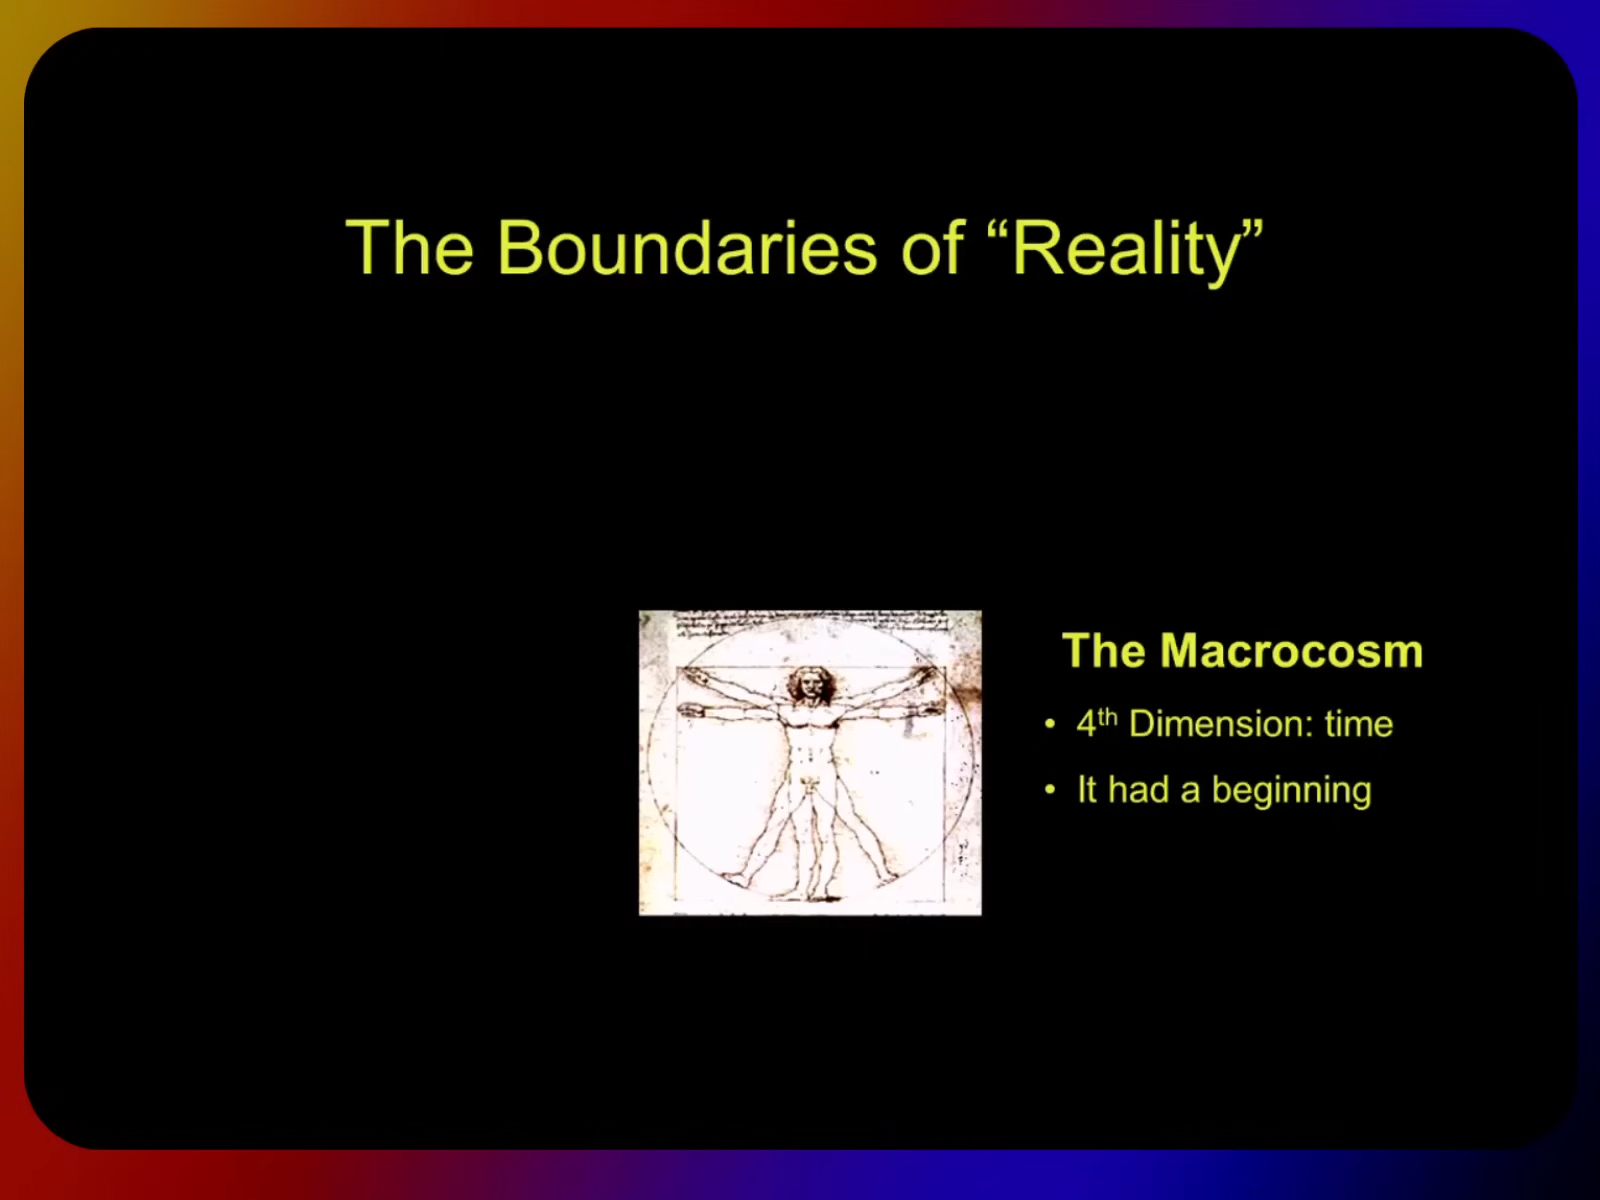 The Boundaries of “Reality”
The Macrocosm
• 4th Dimension: time
• It had a beginning